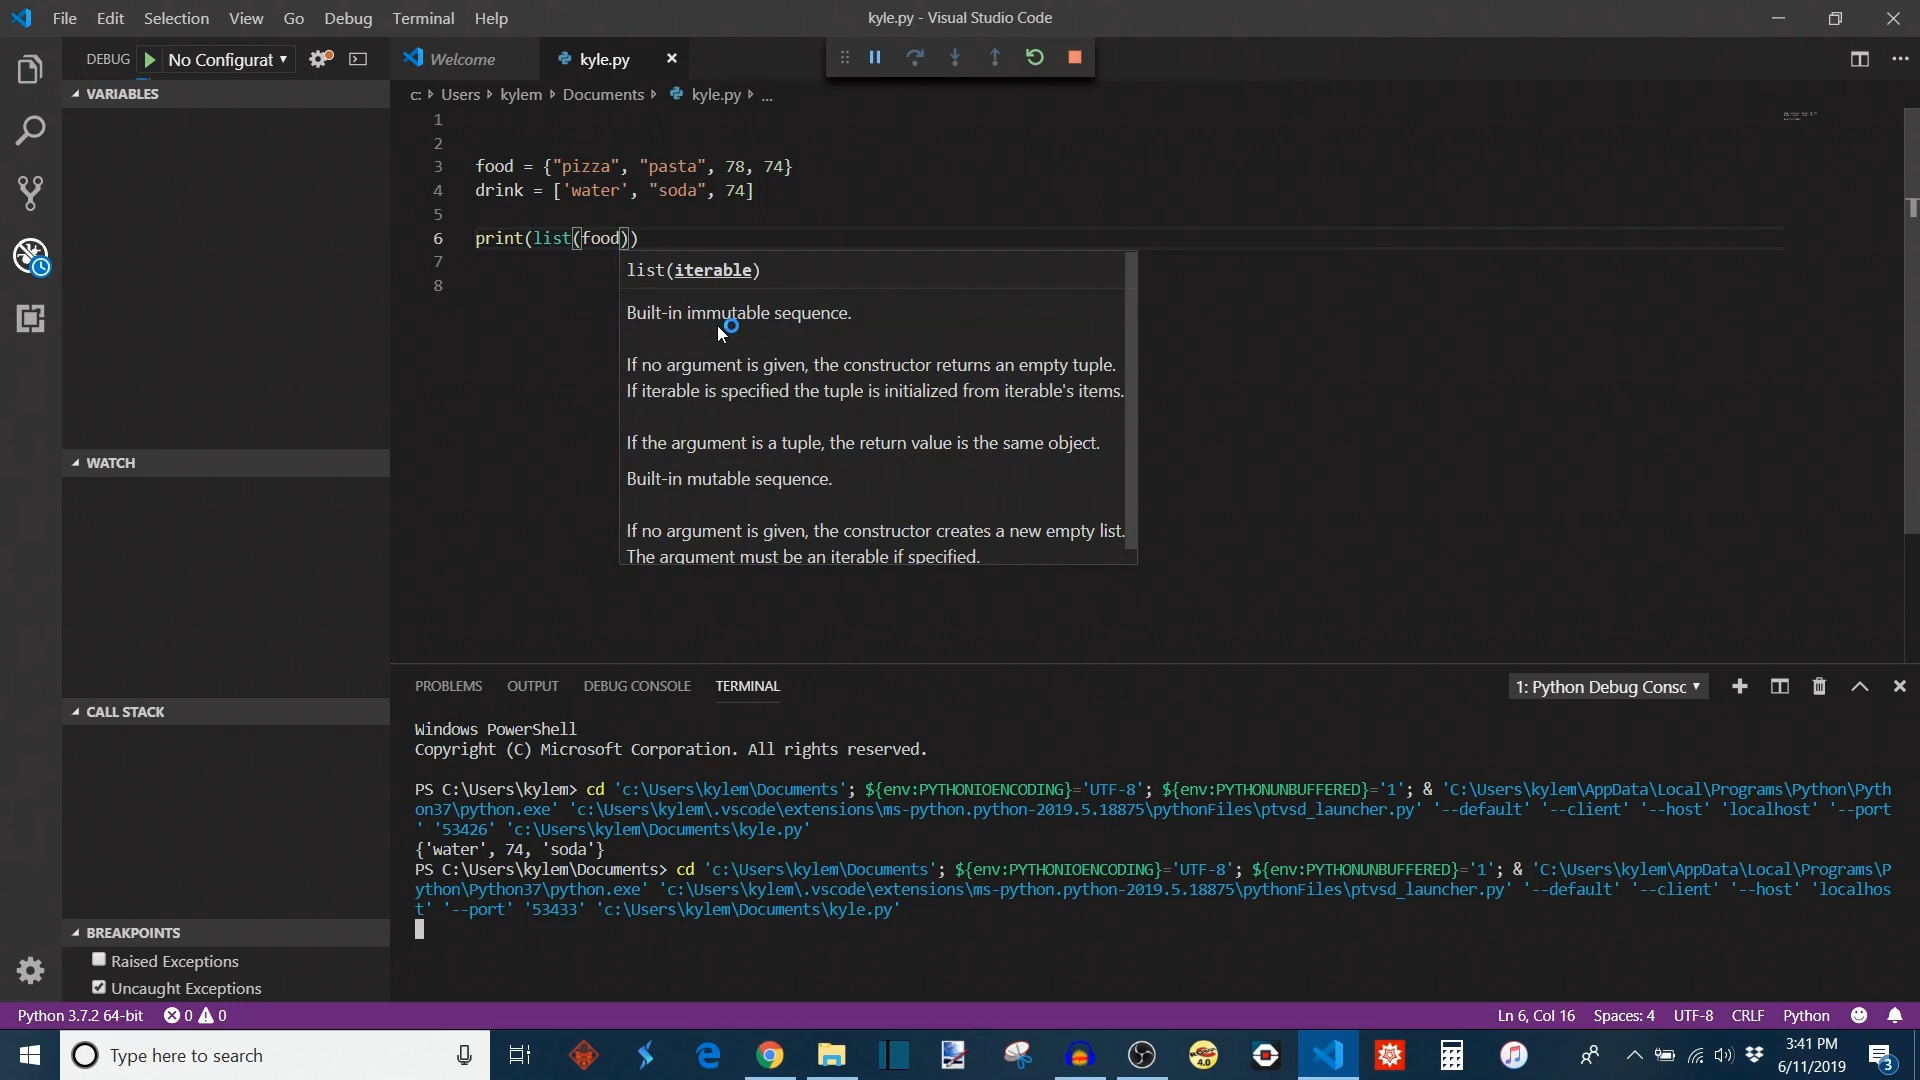 File Edit Selection View Go Debug Terminal Help
kyle.py - Visual Studio Code
DEBUG No Configurat
Welcome
kyle.py
VARIABLES
c: Users kylem Documents kyle.py ...
1
2
3 food = {"pizza", "pasta", 78, 74}
4 drink = ['water', "soda", 74]
5
6 print(list(food))
7
8
list(iterable)
Built-in immutable sequence.
If no argument is given, the constructor returns an empty tuple.
If iterable is specified the tuple is initialized from iterable's items.
If the argument is a tuple, the return value is the same object.
Built-in mutable sequence.
If no argument is given, the constructor creates a new empty list.
The argument must be an iterable if specified.
WATCH
CALL STACK
BREAKPOINTS
Raised Exceptions
Uncaught Exceptions
PROBLEMS OUTPUT DEBUG CONSOLE TERMINAL
1: Python Debug Consc
Windows PowerShell
Copyright (C) Microsoft Corporation. All rights reserved.
PS C:\Users\kylem> cd 'c:\Users\kylem\Documents'; ${env:PYTHONIOENCODING}='UTF-8'; ${env:PYTHONUNBUFFERED}='1'; & 'C:\Users\kylem\AppData\Local\Programs\Python\Pyth
on37\python.exe' 'c:\Users\kylem\.vscode\extensions\ms-python.python-2019.5.18875\pythonFiles\ptvsd_launcher.py' '--default' '--client' '--host' 'localhost' '--port
' '53426' 'c:\Users\kylem\Documents\kyle.py'
{'water', 74, 'soda'}
PS C:\Users\kylem\Documents> cd 'c:\Users\kylem\Documents'; ${env:PYTHONIOENCODING}='UTF-8'; ${env:PYTHONUNBUFFERED}='1'; & 'C:\Users\kylem\AppData\Local\Programs\P
ython\Python37\python.exe' 'c:\Users\kylem\.vscode\extensions\ms-python.python-2019.5.18875\pythonFiles\ptvsd_launcher.py' '--default' '--client' '--host' 'localhos
t' '--port' '53433' 'c:\Users\kylem\Documents\kyle.py'
Python 3.7.2 64-bit 0 0
Ln 6, Col 16 Spaces: 4 UTF-8 CRLF Python
Type here to search
4.0
3:41 PM
6/11/2019
3